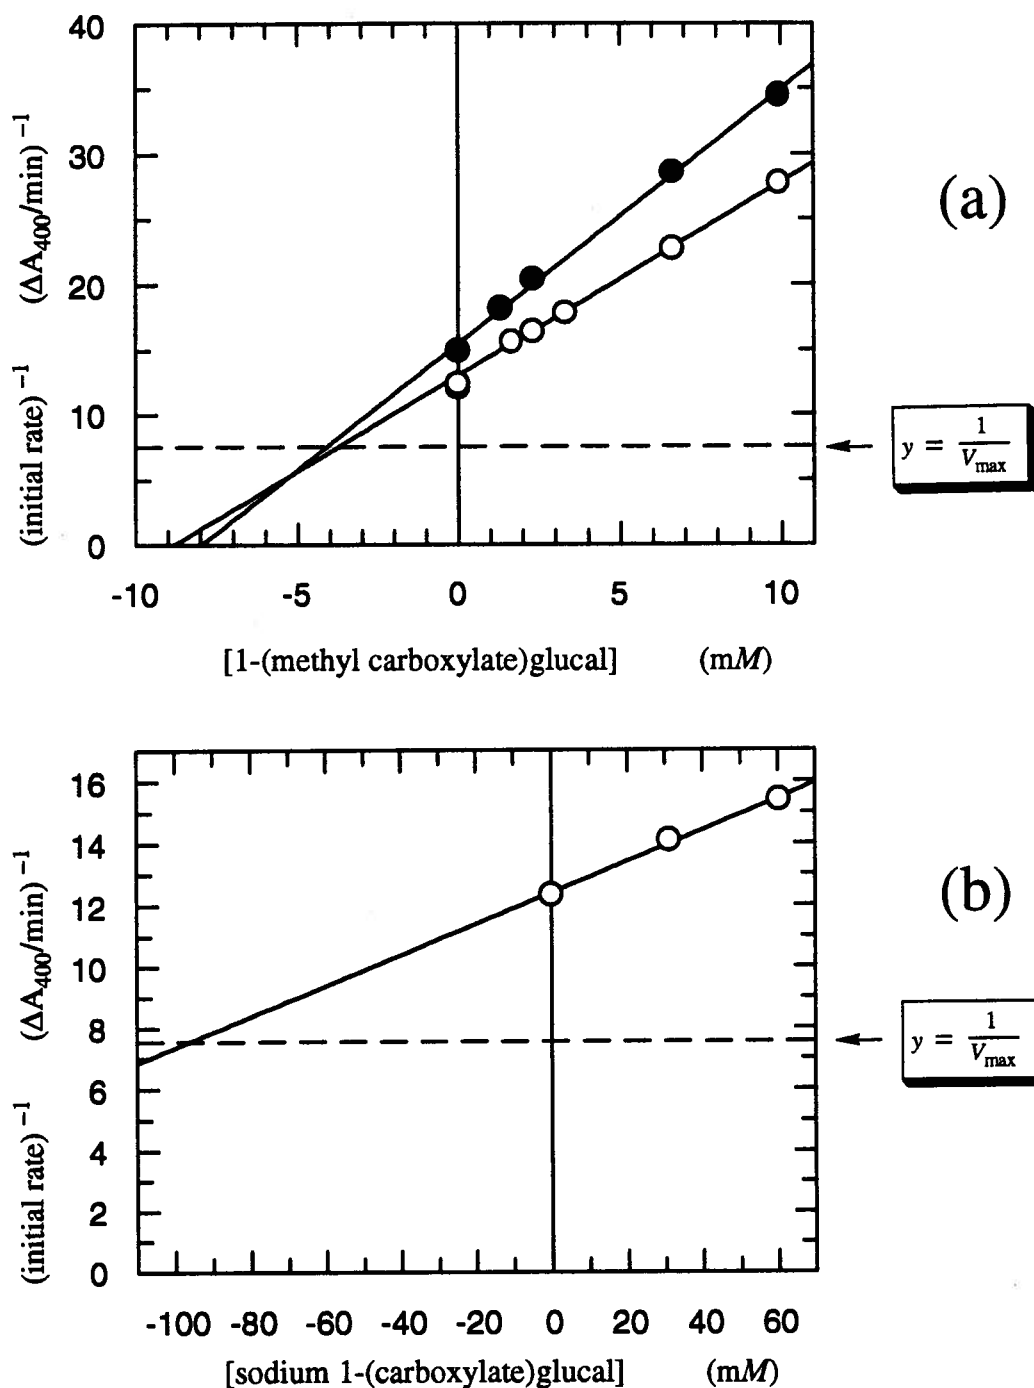 40
30
20
10
0
(initial rate) ⁻¹ (ΔA₄₀₀/min) ⁻¹
(a)
y = 1/Vmax
-10 -5 0 5 10
[1-(methyl carboxylate)glucal] (mM)
16
14
12
10
8
6
4
2
0
(initial rate) ⁻¹ (ΔA₄₀₀/min) ⁻¹
(b)
y = 1/Vmax
-100 -80 -60 -40 -20 0 20 40 60
[sodium 1-(carboxylate)glucal] (mM)